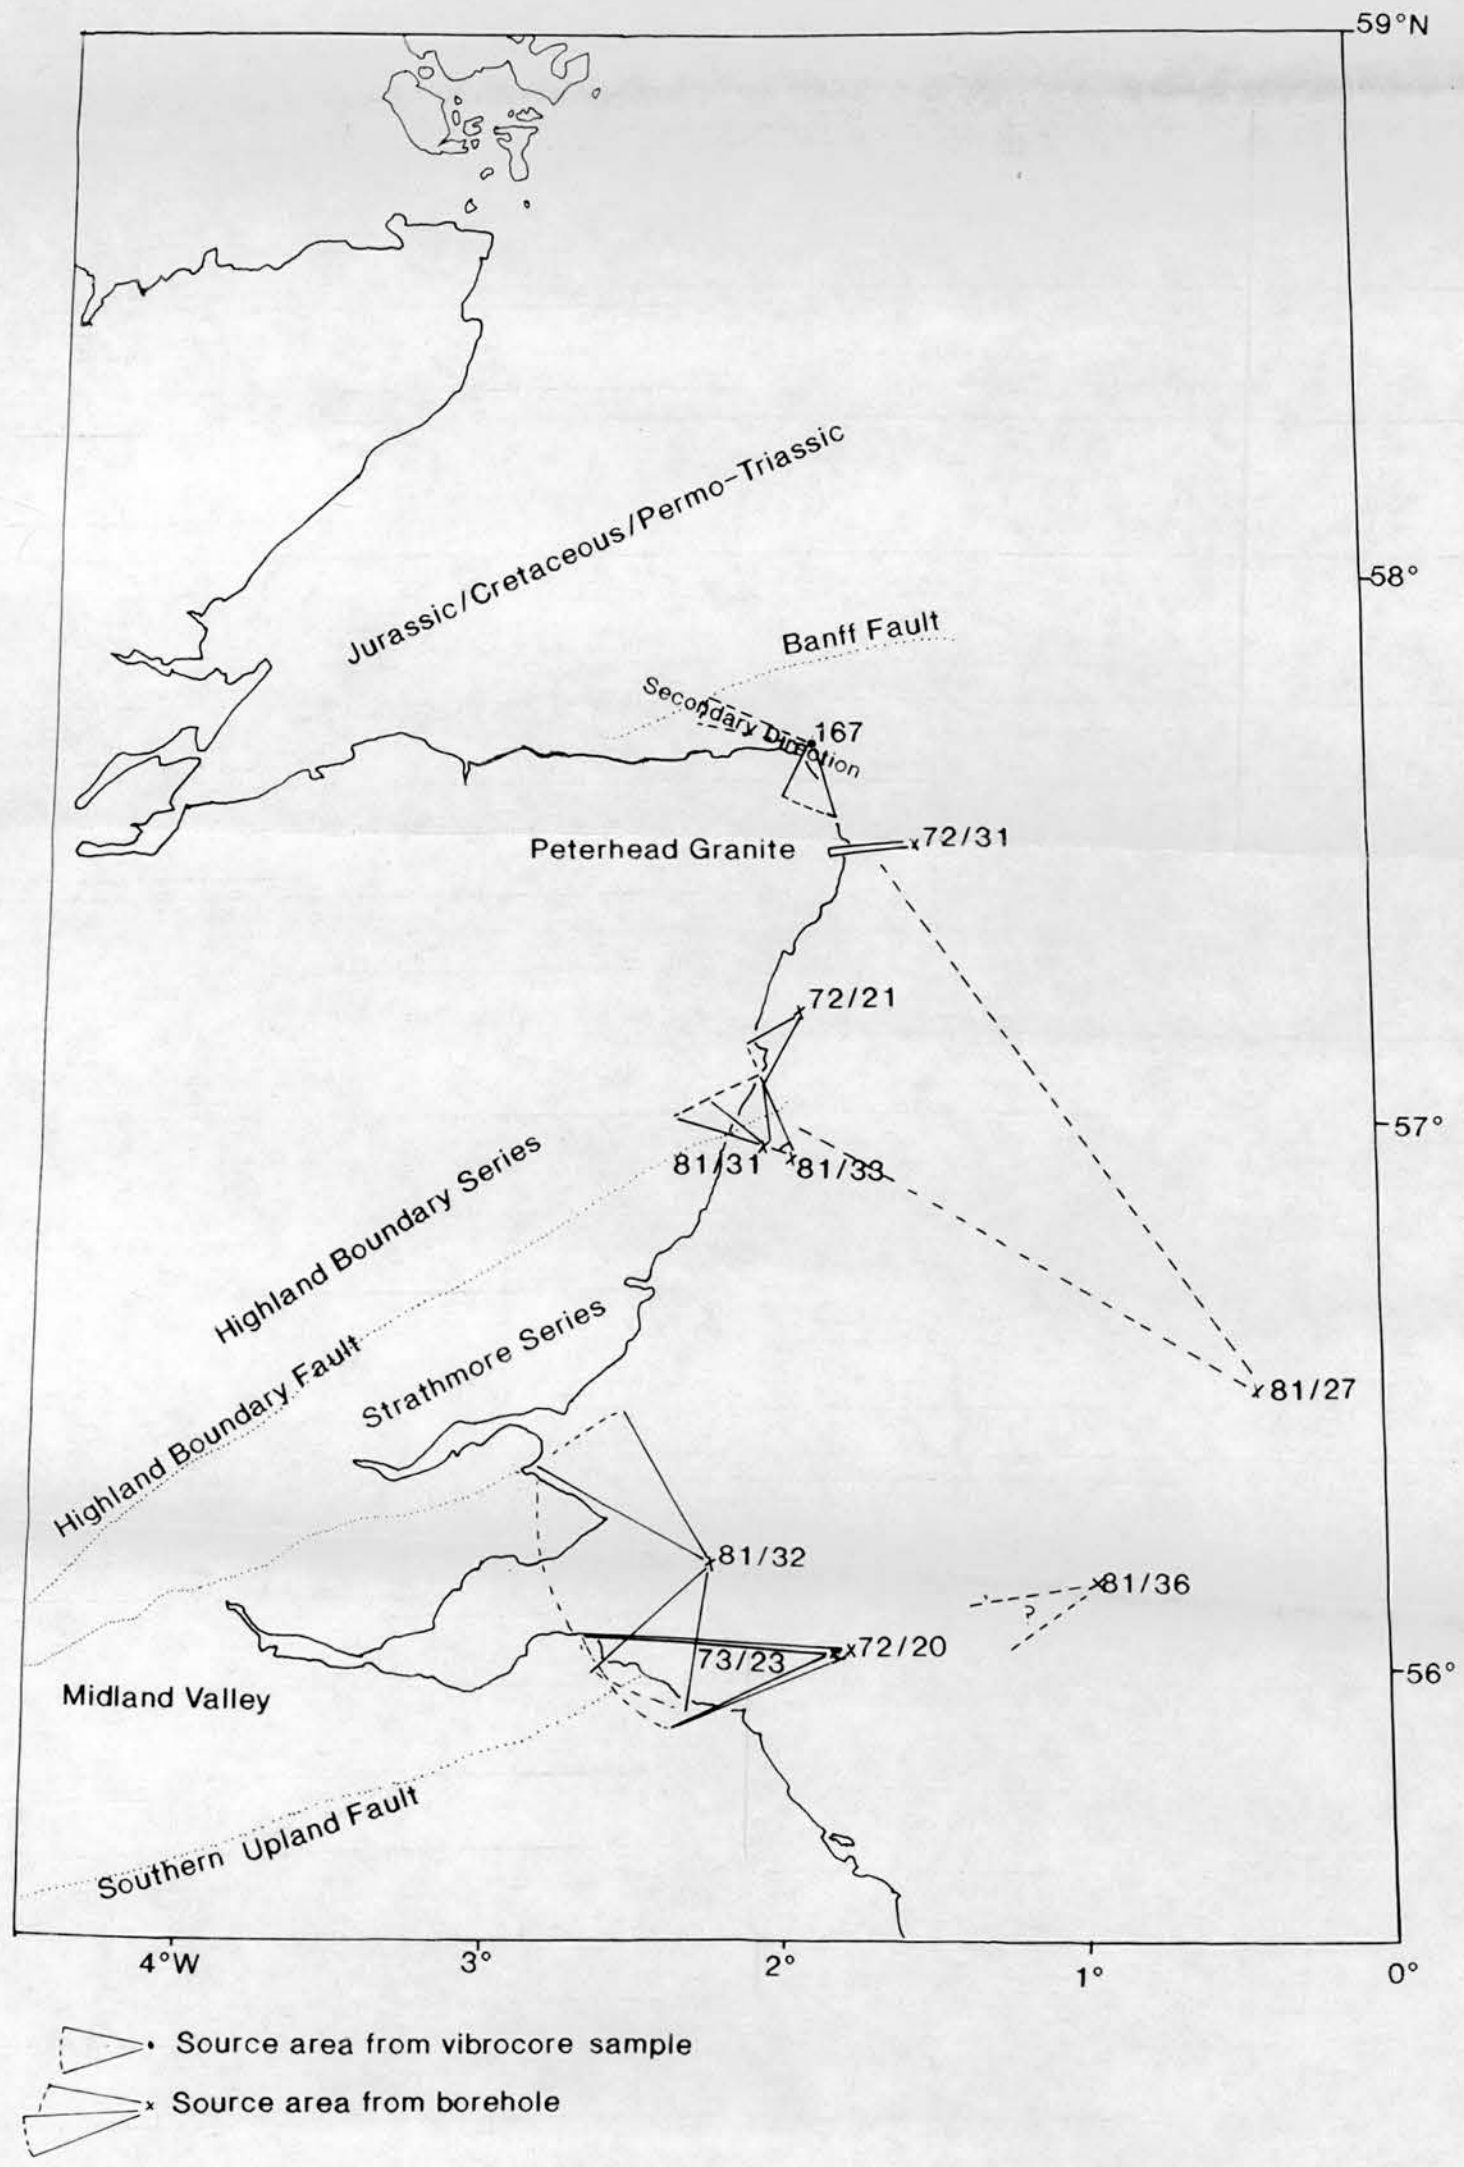 59°N
Jurassic/Cretaceous/Permo-Triassic
58°
Banff Fault
Secondary Direction
?
167
Peterhead Granite
72/31
72/21
57°
81/31
?
81/33
Highland Boundary Series
Highland Boundary Fault
Strathmore Series
81/27
81/32
81/36
?
72/20
73/23
56°
Midland Valley
Southern Upland Fault
4°W
3°
2°
1°
0°
Source area from vibrocore sample
Source area from borehole